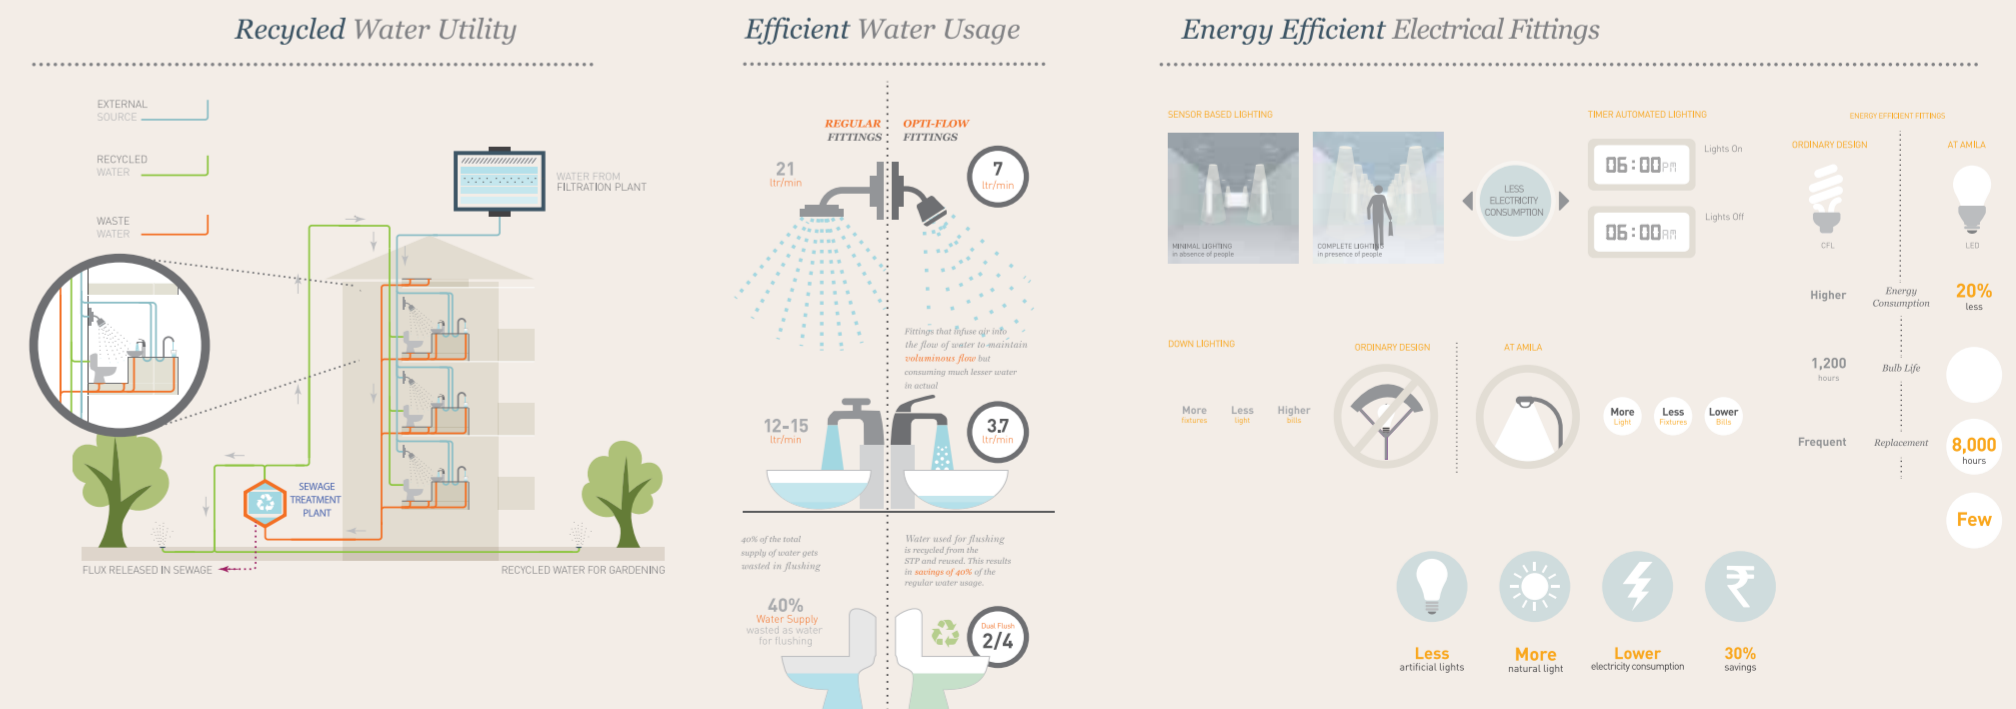 Recycled Water Utility
EXTERNAL
SOURCE
RECYCLED
WATER
WASTE
WATER
WATER FROM
FILTRATION PLANT
SEWAGE
TREATMENT
PLANT
FLUX RELEASED IN SEWAGE
RECYCLED WATER FOR GARDENING
Efficient Water Usage
REGULAR
FITTINGS
OPTI-FLOW
FITTINGS
21
ltr/min
7
ltr/min
Fittings that infuse air into
the flow of water to maintain
voluminous flow but
consuming much lesser water
in actual
12-15
ltr/min
3.7
ltr/min
40% of the total
supply of water gets
wasted in flushing
Water used for flushing
is recycled from the
STP and reused. This results
in savings of 40% of the
regular water usage.
40%
Water Supply
wasted as water
for flushing
Dual Flush
2/4
Energy Efficient Electrical Fittings
SENSOR BASED LIGHTING
MINIMAL LIGHTING
in absence of people
COMPLETE LIGHTING
in presence of people
LESS
ELECTRICITY
CONSUMPTION
TIMER AUTOMATED LIGHTING
06:00PM
Lights On
06:00AM
Lights Off
ENERGY EFFICIENT FITTINGS
ORDINARY DESIGN
AT AMILA
CFL
LED
Higher
Energy
Consumption
20%
less
1,200
hours
Bulb Life
Frequent
Replacement
8,000
hours
Few
DOWN LIGHTING
ORDINARY DESIGN
AT AMILA
More
fixtures
Less
light
Higher
bills
More
Light
Less
Fixtures
Lower
Bills
Less
artificial lights
More
natural light
Lower
electricity consumption
30%
savings